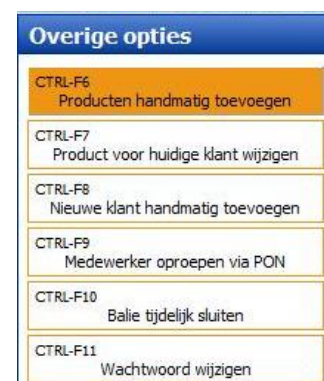 Overige opties
CTRL-F6
Producten handmatig toevoegen
CTRL-F7
Product voor huidige klant wijzigen
CTRL-F8
Nieuwe klant handmatig toevoegen
CTRL-F9
Medewerker oproepen via PON
CTRL-F10
Balie tijdelijk sluiten
CTRL-F11
Wachtwoord wijzigen